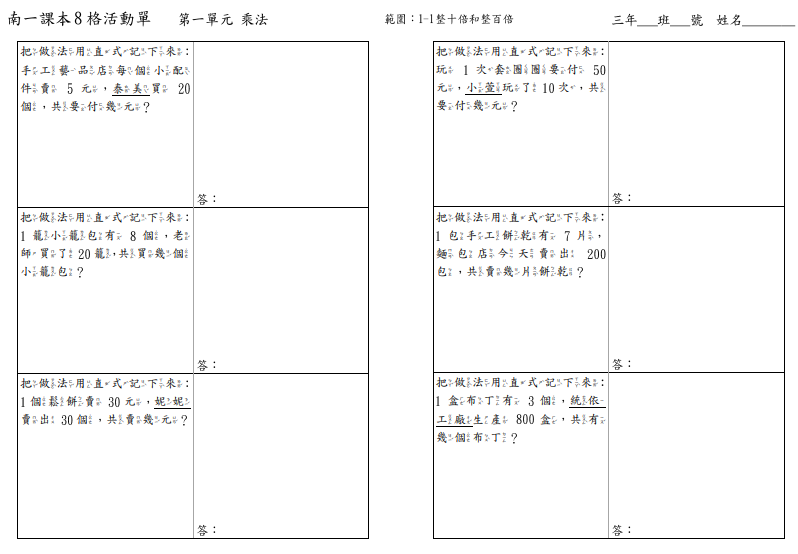 南一課本8格活動單 第一單元 乘法 範圍：1-1整十倍和整百倍 三年___班___號 姓名________
把做法用直式記下來：
手工藝品店每個小配
件賣 5 元，泰美買 20
個，共要付幾元？
答：
把做法用直式記下來：
玩 1 次套圈圈要付 50
元，小萱玩了 10 次，共
要付幾元？
答：
把做法用直式記下來：
1 籠小籠包有 8 個，老
師買了 20 籠，共買幾個
小籠包？
答：
把做法用直式記下來：
1 包手工餅乾有 7 片，
麵包店今天賣出 200
包，共賣幾片餅乾？
答：
把做法用直式記下來：
1 個鬆餅賣 30 元，妮妮
賣出 30 個，共賣幾元？
答：
把做法用直式記下來：
1 盒布丁有 3 個，統依
工廠生產 800 盒，共有
幾個布丁？
答：